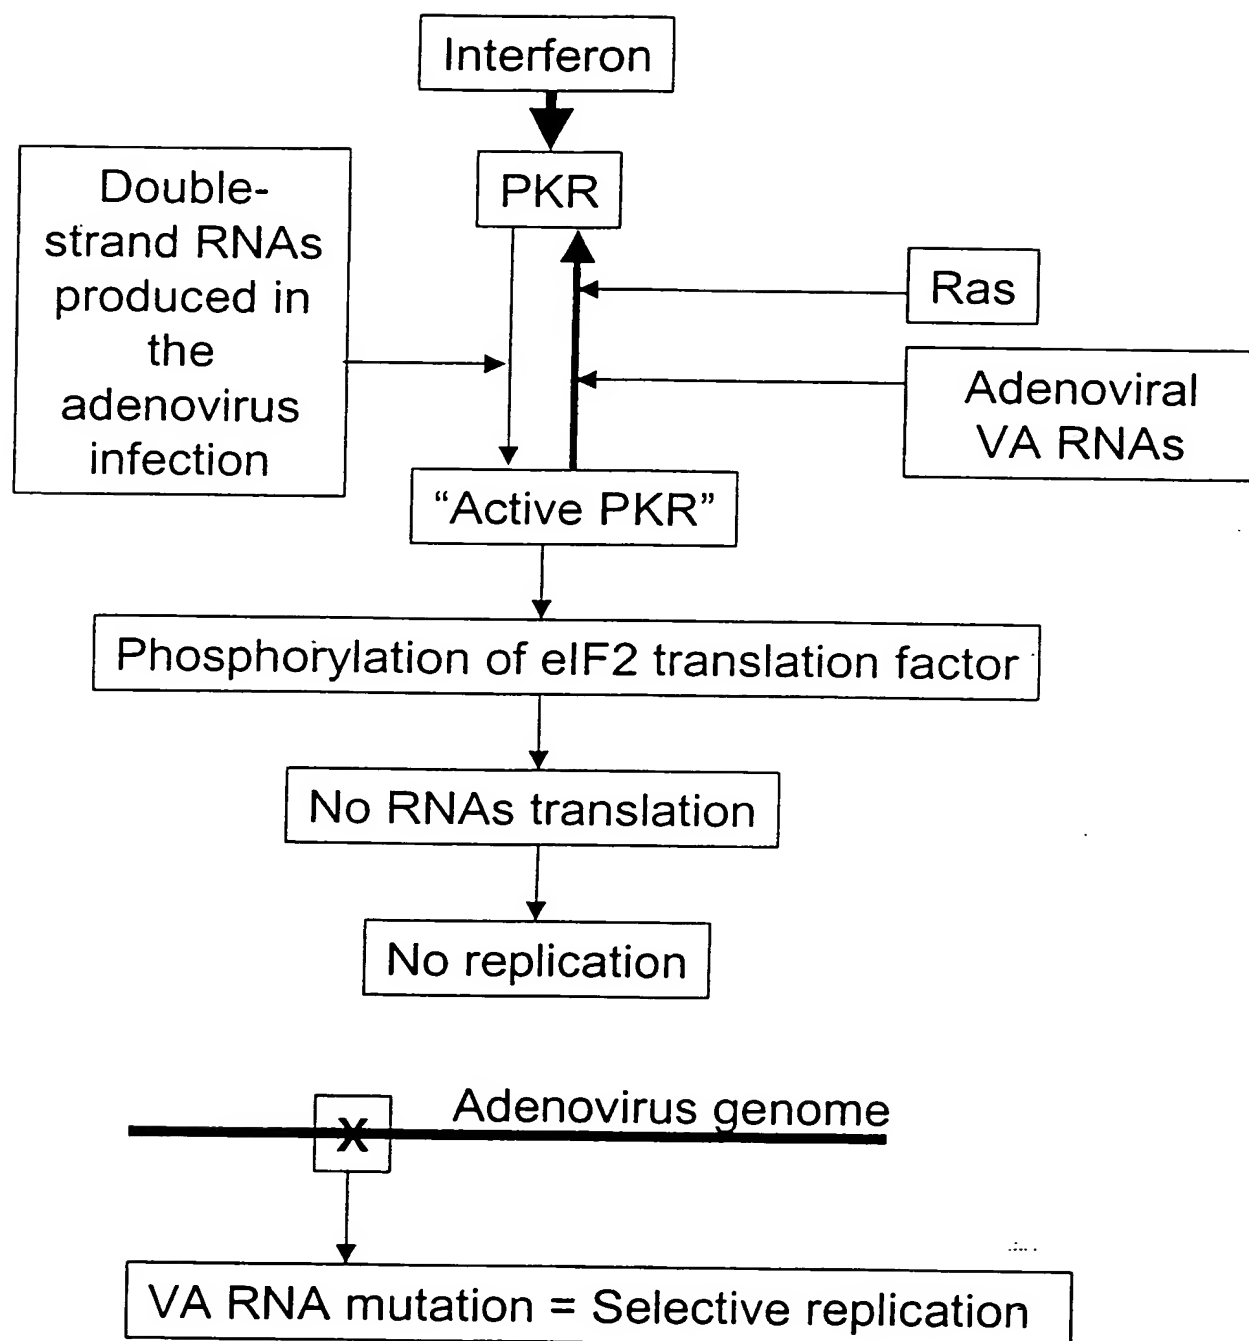 Interferon
PKR
Double-
strand RNAs
produced in
the
adenovirus
infection
Ras
Adenoviral
VA RNAs
“Active PKR”
Phosphorylation of eIF2 translation factor
No RNAs translation
No replication
Adenovirus genome
X
VA RNA mutation = Selective replication